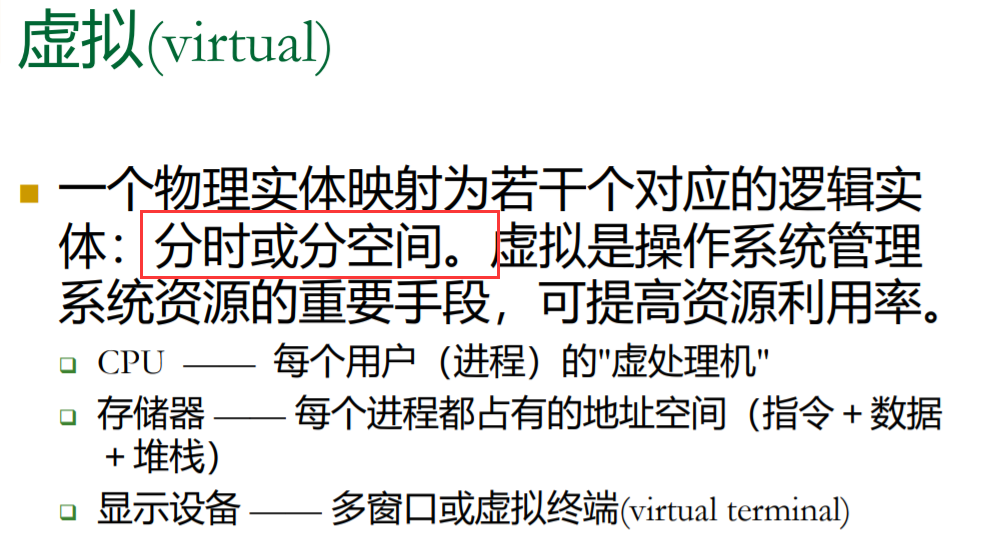 虚拟(virtual)
一个物理实体映射为若干个对应的逻辑实
体：分时或分空间。虚拟是操作系统管理
系统资源的重要手段，可提高资源利用率。
CPU —— 每个用户（进程）的"虚处理机"
存储器 —— 每个进程都占有的地址空间（指令＋数据
＋堆栈）
显示设备 —— 多窗口或虚拟终端(virtual terminal)